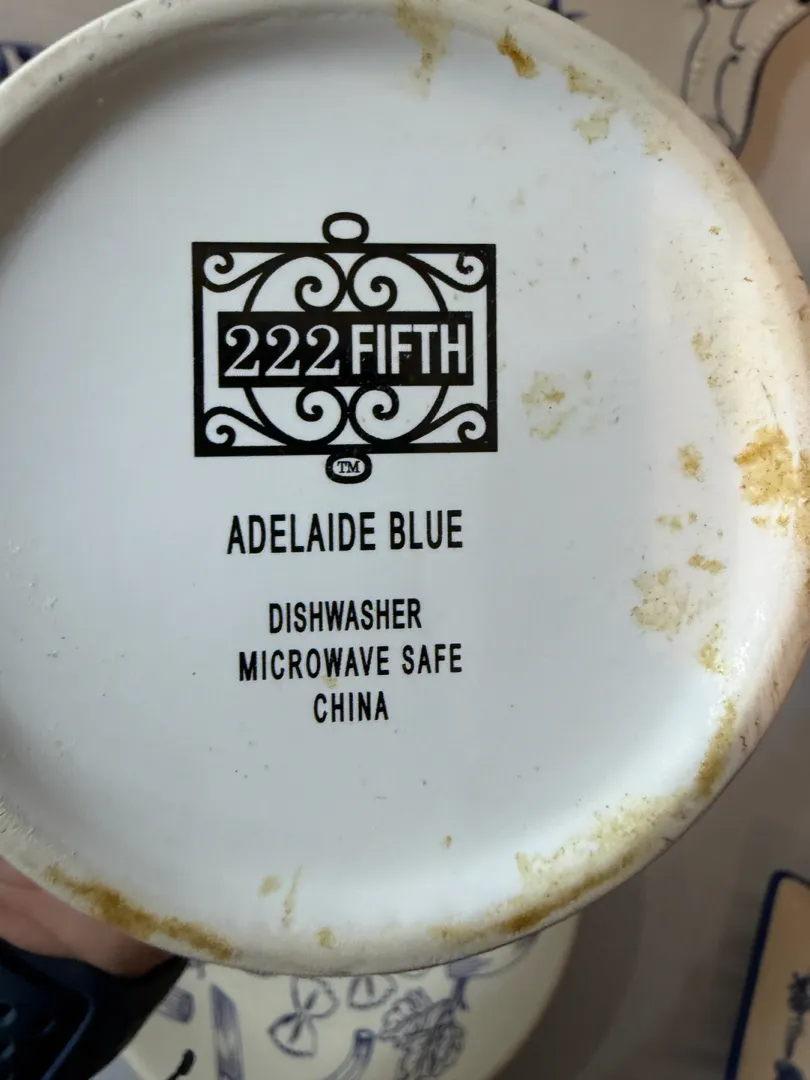 222 FIFTH
TM
ADELAIDE BLUE
DISHWASHER
MICROWAVE SAFE
CHINA